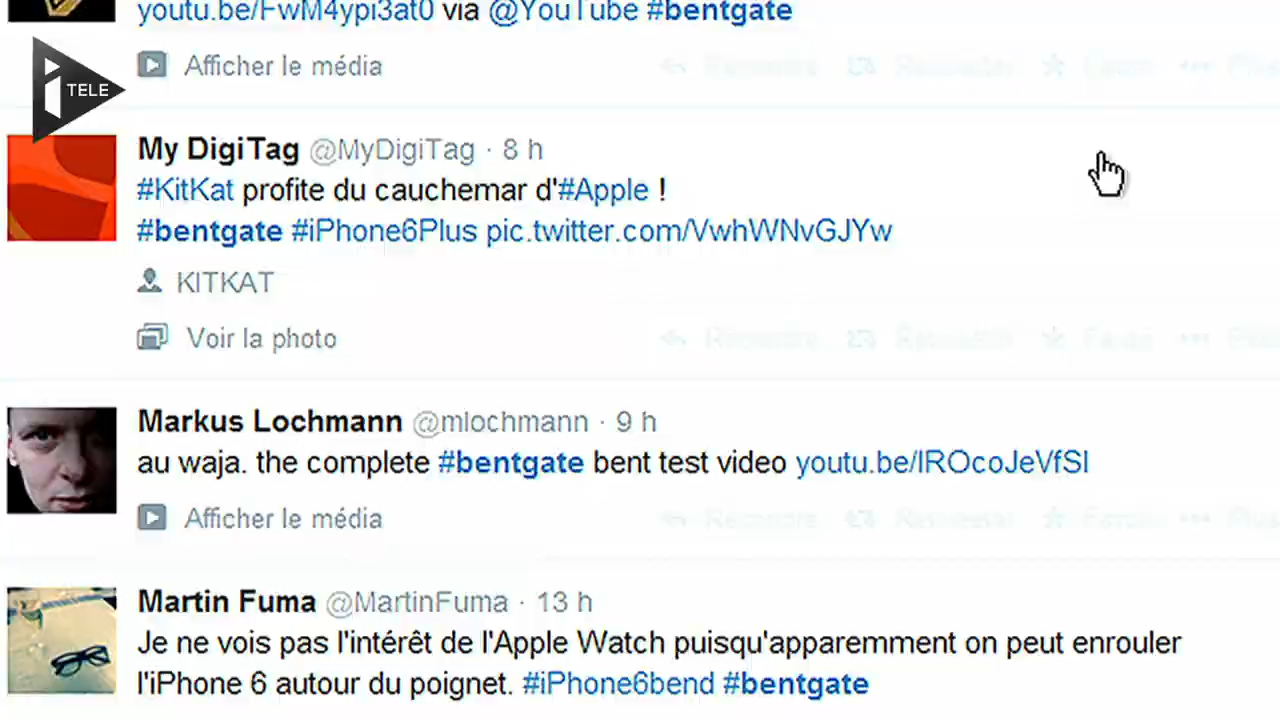 youtu.be/FwM4ypi3at0 via @YouTube #bentgate
Afficher le média
i TELE
My DigiTag @MyDigiTag · 8 h
#KitKat profite du cauchemar d'#Apple !
#bentgate #iPhone6Plus pic.twitter.com/VwhWNvGJYw
KITKAT
Voir la photo
Markus Lochmann @mlochmann · 9 h
au waja. the complete #bentgate bent test video youtu.be/lROcoJeVfSI
Afficher le média
Martin Fuma @MartinFuma · 13 h
Je ne vois pas l'intérêt de l'Apple Watch puisqu'apparemment on peut enrouler
l'iPhone 6 autour du poignet. #iPhone6bend #bentgate